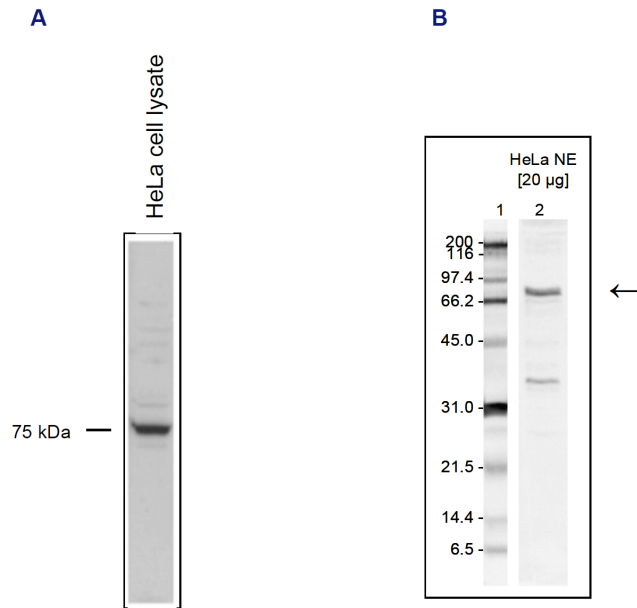 A
B
HeLa cell lysate
75 kDa
HeLa NE
[20 µg]
1 2
200 -
116 -
97.4 -
66.2 -
45.0 -
31.0 -
21.5 -
14.4 -
6.5 -